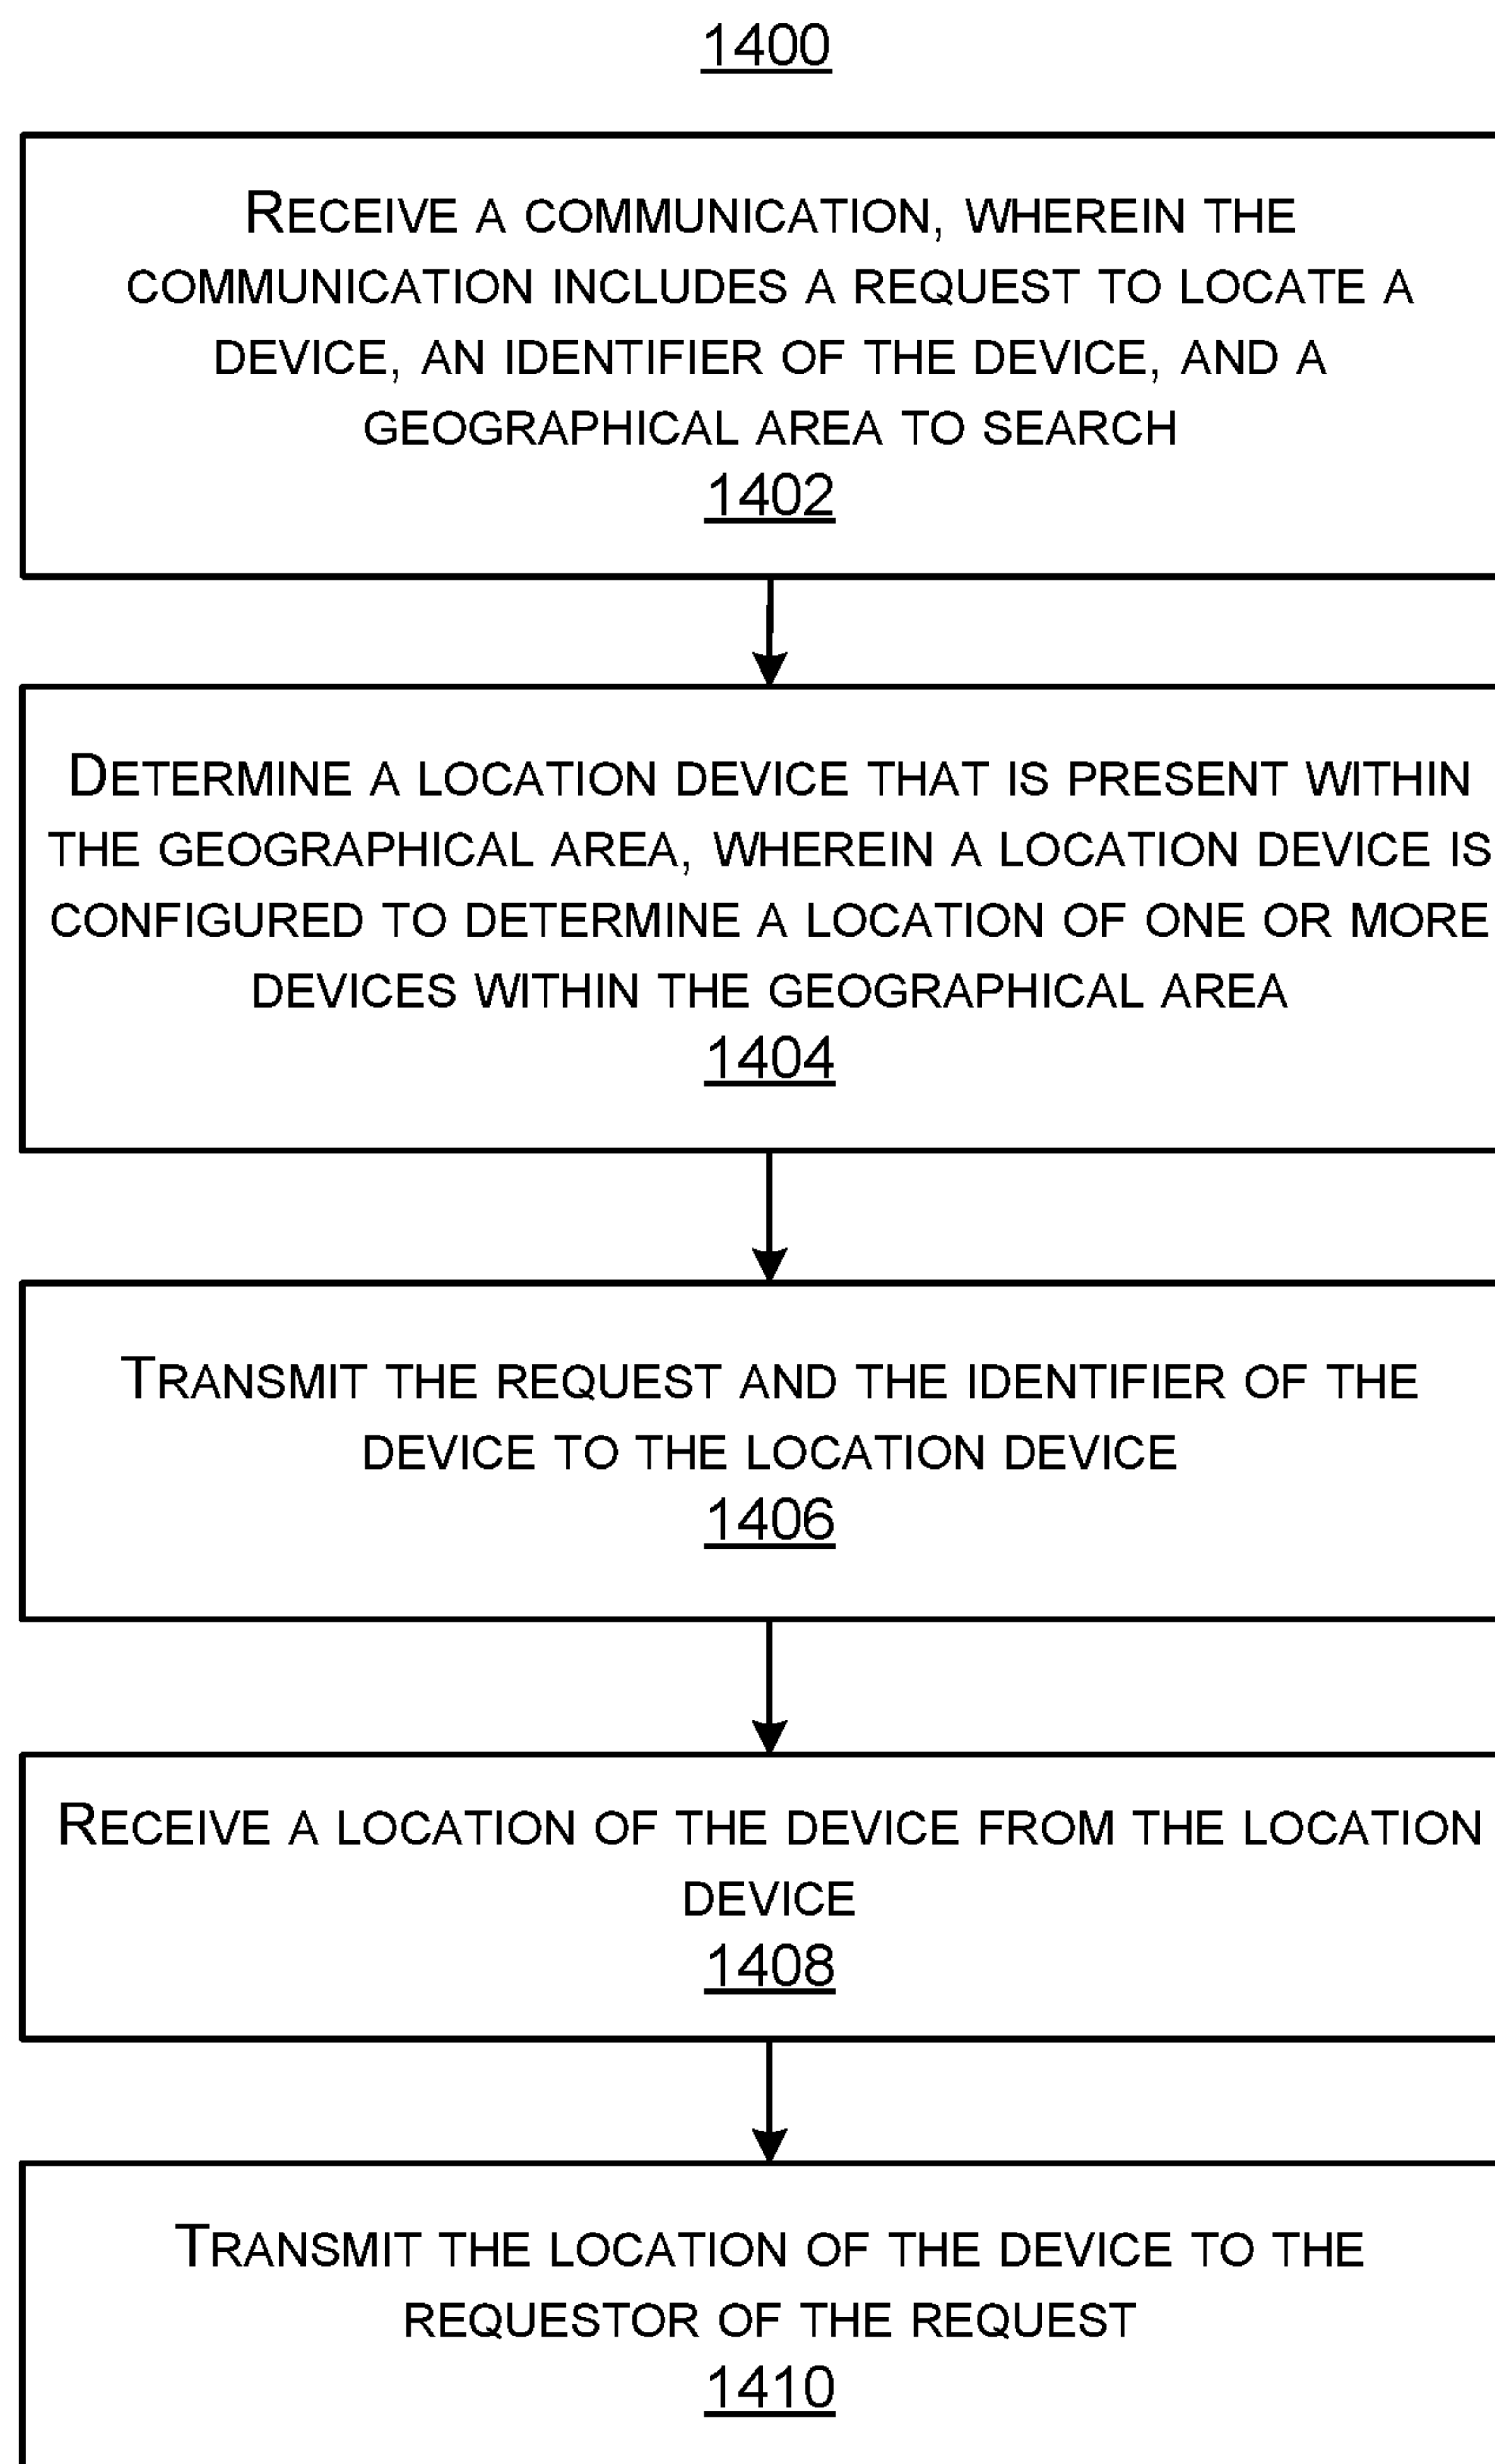 1400
RECEIVE A COMMUNICATION, WHEREIN THE
COMMUNICATION INCLUDES A REQUEST TO LOCATE A
DEVICE, AN IDENTIFIER OF THE DEVICE, AND A
GEOGRAPHICAL AREA TO SEARCH
1402
DETERMINE A LOCATION DEVICE THAT IS PRESENT WITHIN
THE GEOGRAPHICAL AREA, WHEREIN A LOCATION DEVICE IS
CONFIGURED TO DETERMINE A LOCATION OF ONE OR MORE
DEVICES WITHIN THE GEOGRAPHICAL AREA
1404
TRANSMIT THE REQUEST AND THE IDENTIFIER OF THE
DEVICE TO THE LOCATION DEVICE
1406
RECEIVE A LOCATION OF THE DEVICE FROM THE LOCATION
DEVICE
1408
TRANSMIT THE LOCATION OF THE DEVICE TO THE
REQUESTOR OF THE REQUEST
1410